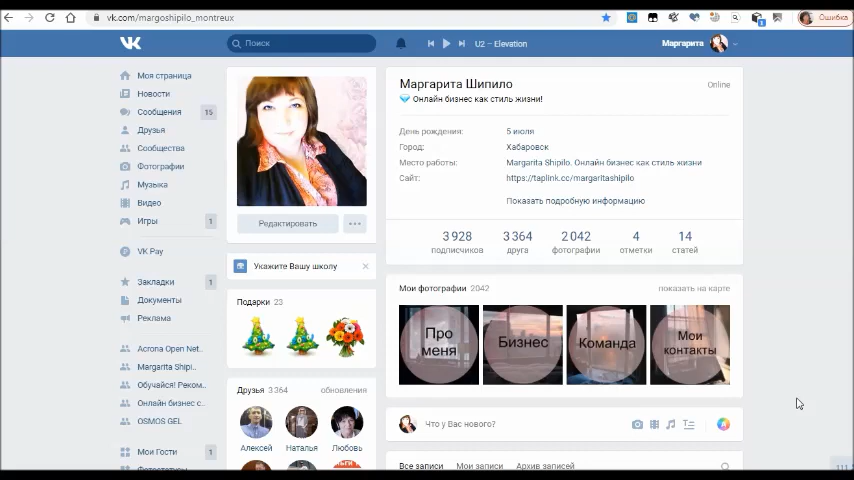 vk.com/margoshipilo_montreux
Ошибка
Поиск
U2 – Elevation
Маргарита
Моя страница
Новости
Сообщения 15
Друзья
Сообщества
Фотографии
Музыка
Видео
Игры 1
VK Pay
Закладки 1
Документы
Реклама
Acrona Open Net..
Margarita Shipi..
Обучайся! Реком..
Онлайн бизнес с..
OSMOS GEL
Мои Гости 1
Редактировать
Укажите Вашу школу
Подарки 23
Друзья 3 364 обновления
Алексей Наталья Любовь
Маргарита Шипило Online
Онлайн бизнес как стиль жизни!
День рождения: 5 июля
Город: Хабаровск
Место работы: Margarita Shipilo. Онлайн бизнес как стиль жизни
Сайт: https://taplink.cc/margaritashipilo
Показать подробную информацию
3 928 3 364 2 042 4 14
подписчиков друга фотографии отметки статей
Мои фотографии 2042 показать на карте
Про меня
Бизнес
Команда
Мои контакты
Что у Вас нового?
Все записи Мои записи Архив записей